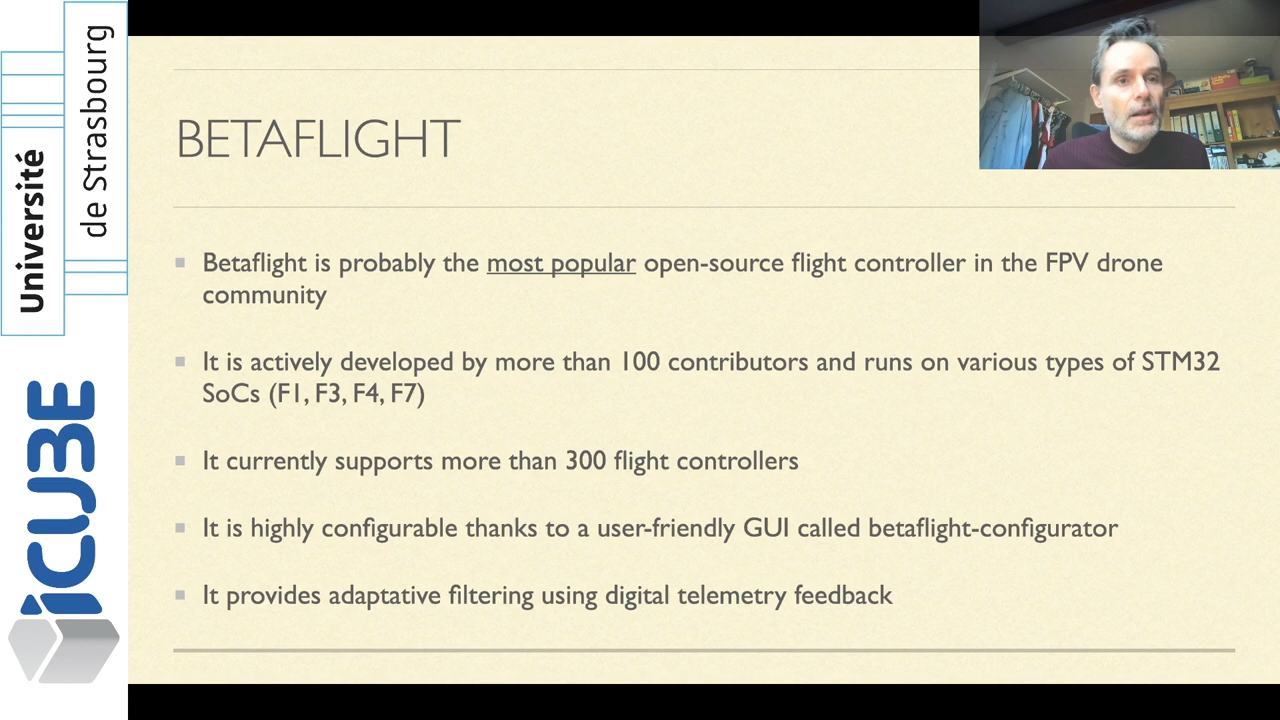 Université
de Strasbourg
iCUBE
BETAFLIGHT
Betaflight is probably the most popular open-source flight controller in the FPV drone
community
It is actively developed by more than 100 contributors and runs on various types of STM32
SoCs (F1, F3, F4, F7)
It currently supports more than 300 flight controllers
It is highly configurable thanks to a user-friendly GUI called betaflight-configurator
It provides adaptative filtering using digital telemetry feedback